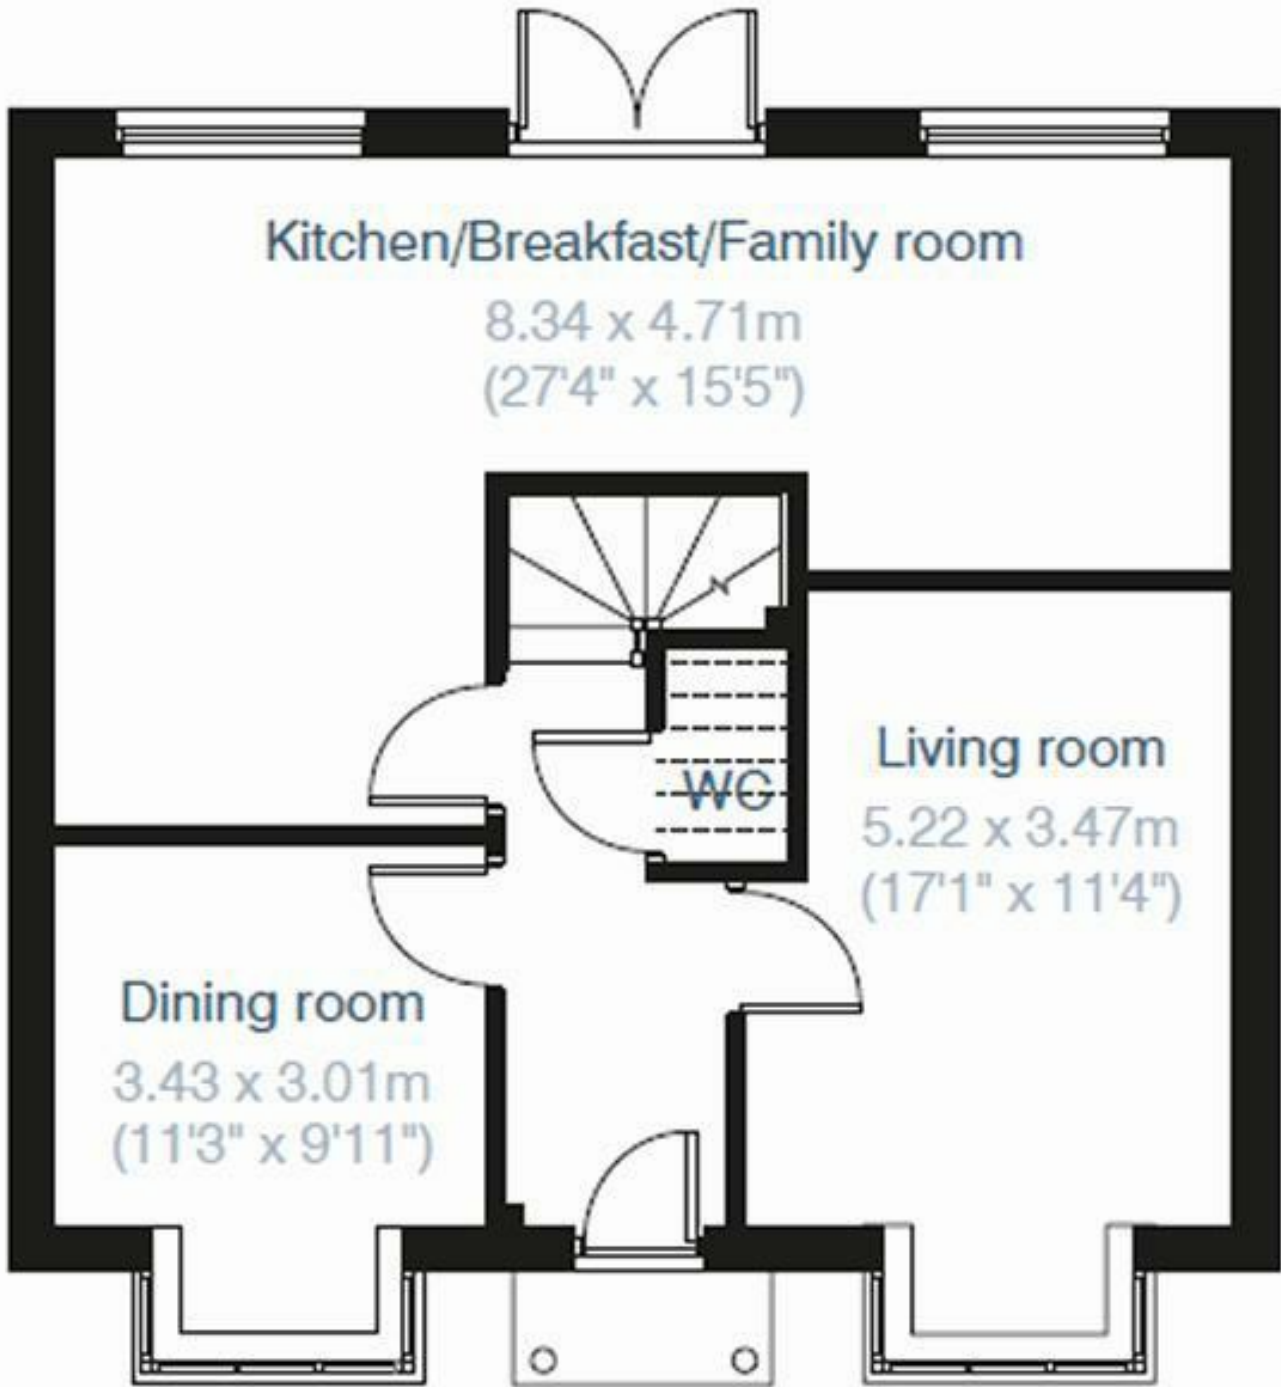 Kitchen/Breakfast/Family room
8.34 x 4.71m
(27'4" x 15'5")
Living room
5.22 x 3.47m
(17'1" x 11'4")
WC
Dining room
3.43 x 3.01m
(11'3" x 9'11")